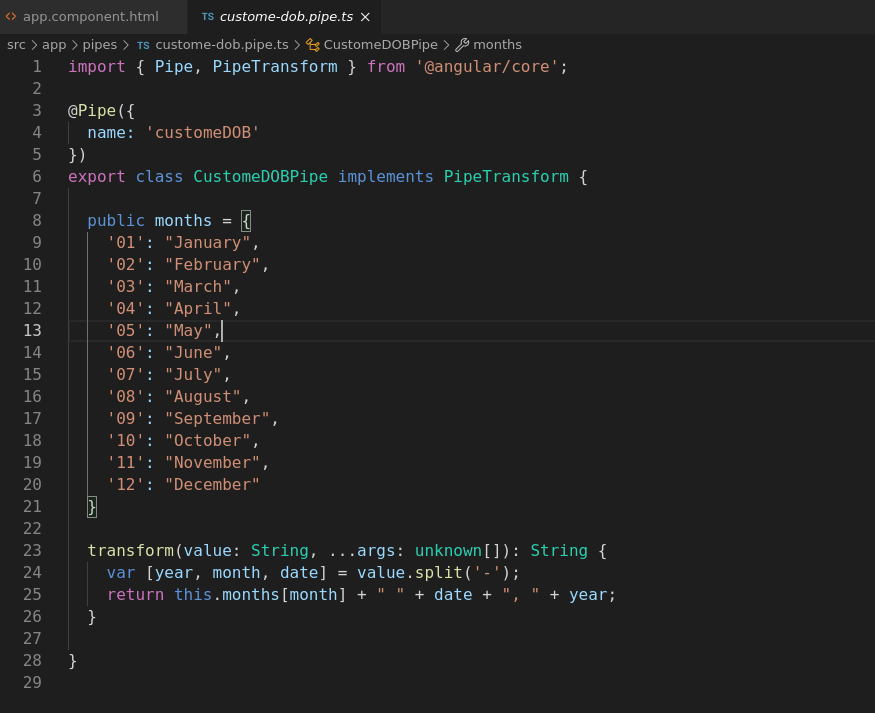 <> app.component.html TS custome-dob.pipe.ts ×
src > app > pipes > TS custome-dob.pipe.ts > CustomeDOBPipe > months
1 import { Pipe, PipeTransform } from '@angular/core';
2
3 @Pipe({
4   name: 'customeDOB'
5 })
6 export class CustomeDOBPipe implements PipeTransform {
7
8   public months = {
9     '01': "January",
10     '02': "February",
11     '03': "March",
12     '04': "April",
13     '05': "May",
14     '06': "June",
15     '07': "July",
16     '08': "August",
17     '09': "September",
18     '10': "October",
19     '11': "November",
20     '12': "December"
21   }
22
23   transform(value: String, ...args: unknown[]): String {
24     var [year, month, date] = value.split('-');
25     return this.months[month] + " " + date + ", " + year;
26   }
27
28 }
29